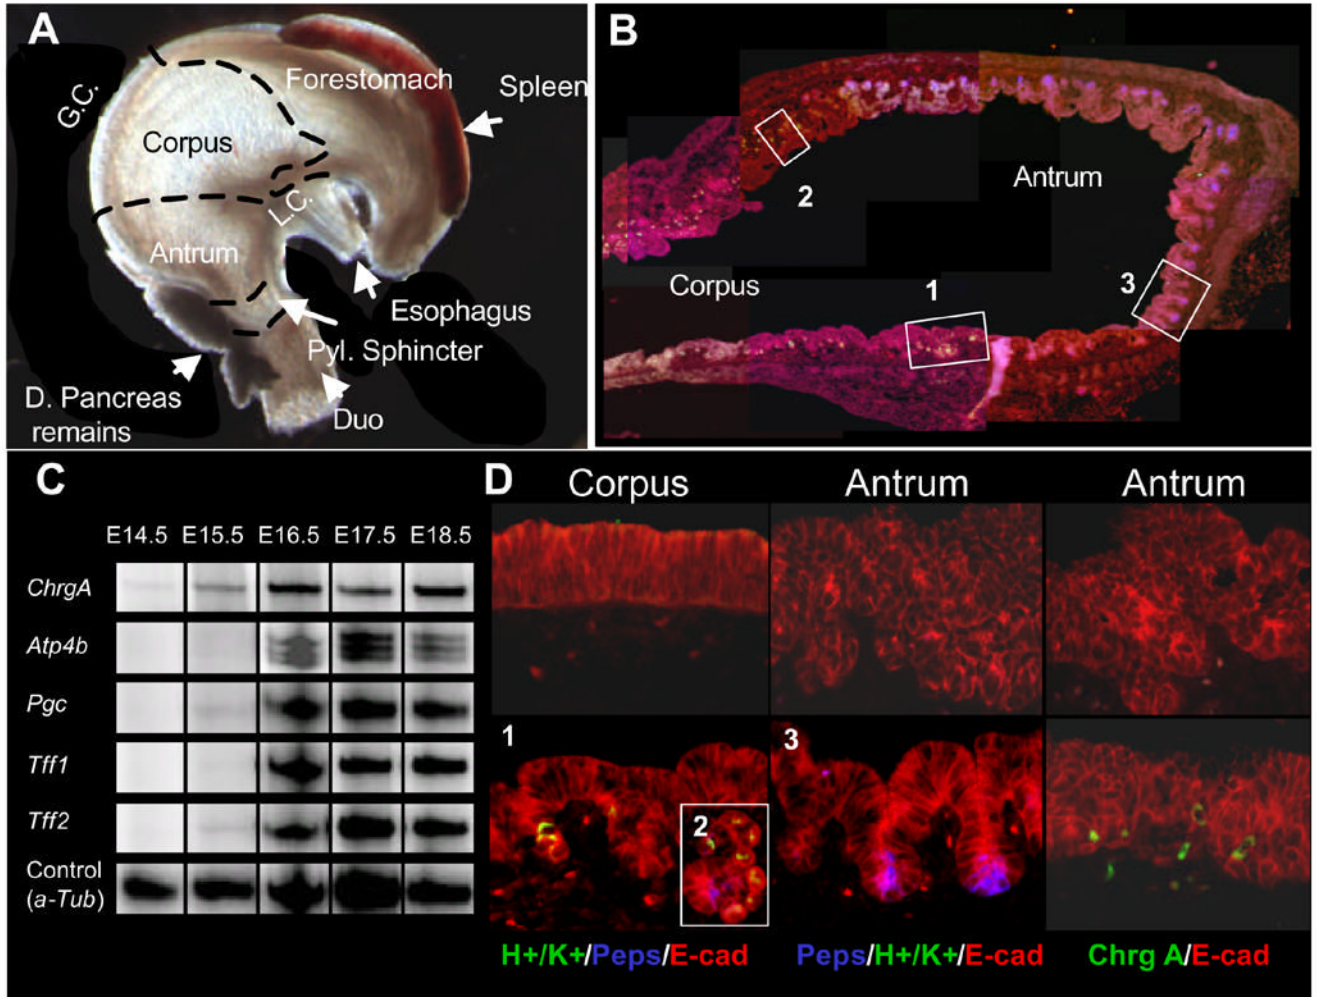 A
G.C.
Forestomach
Spleen
Corpus
L.C.
Antrum
Esophagus
Pyl. Sphincter
D. Pancreas
remains
Duo
B
2
Antrum
Corpus
1
3
C
E14.5 E15.5 E16.5 E17.5 E18.5
ChrgA
Atp4b
Pgc
Tff1
Tff2
Control
(a-Tub)
D
Corpus Antrum Antrum
1
2
3
H+/K+/Peps/E-cad Peps/H+/K+/E-cad Chrg A/E-cad